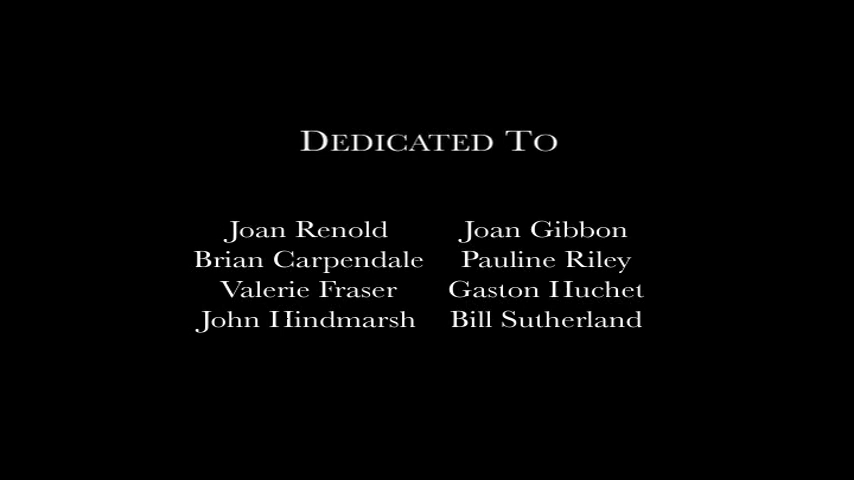 DEDICATED TO
Joan Renold Joan Gibbon
Brian Carpendale Pauline Riley
Valerie Fraser Gaston Huchet
John Hindmarsh Bill Sutherland